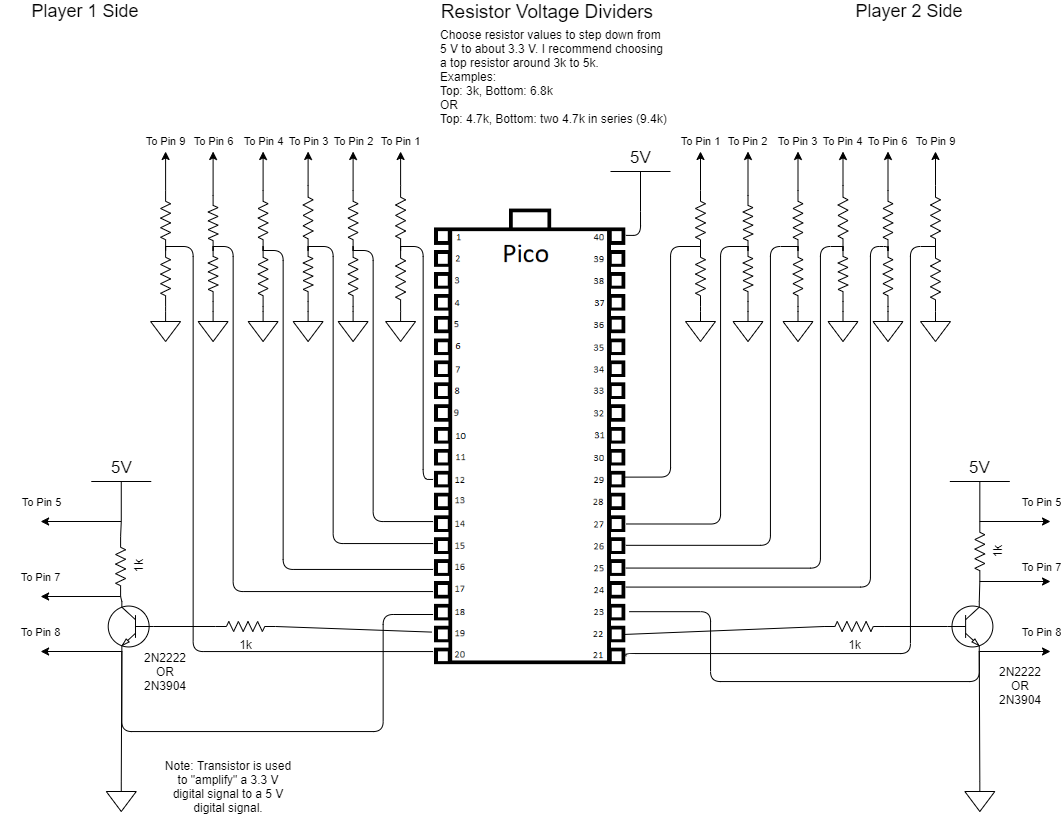 Player 1 Side
Resistor Voltage Dividers
Player 2 Side
Choose resistor values to step down from
5 V to about 3.3 V. I recommend choosing
a top resistor around 3k to 5k.
Examples:
Top: 3k, Bottom: 6.8k
OR
Top: 4.7k, Bottom: two 4.7k in series (9.4k)
To Pin 9 To Pin 6 To Pin 4 To Pin 3 To Pin 2 To Pin 1
5V
To Pin 1 To Pin 2 To Pin 3 To Pin 4 To Pin 6 To Pin 9
Pico
1 40
2 39
3 38
4 37
5 36
6 35
7 34
8 33
9 32
10 31
11 30
12 29
13 28
14 27
15 26
16 25
17 24
18 23
19 22
20 21
5V
To Pin 5
1k
To Pin 7
To Pin 8
1k
2N2222
OR
2N3904
5V
To Pin 5
1k
To Pin 7
To Pin 8
1k
2N2222
OR
2N3904
Note: Transistor is used
to "amplify" a 3.3 V
digital signal to a 5 V
digital signal.